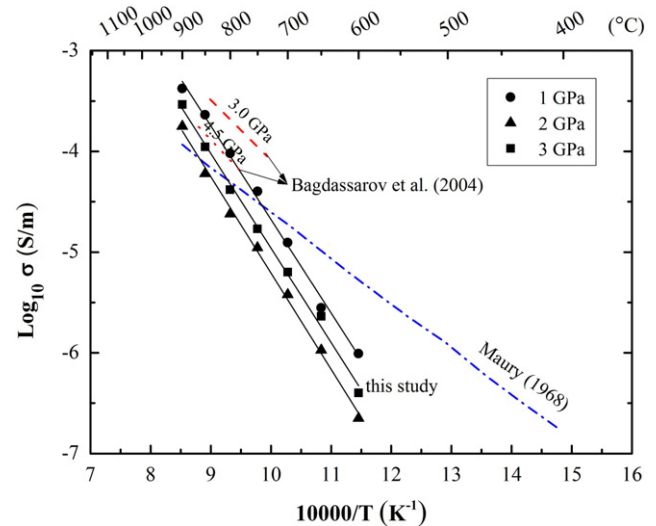 1100 1000 900 800 700 600 500 400 (°C)
-3
-4
-5
-6
-7
Log10 σ (S/m)
1 GPa
2 GPa
3 GPa
3.0 GPa
4.5 GPa
Bagdassarov et al. (2004)
this study
Maury (1968)
7 8 9 10 11 12 13 14 15 16
10000/T (K-1)